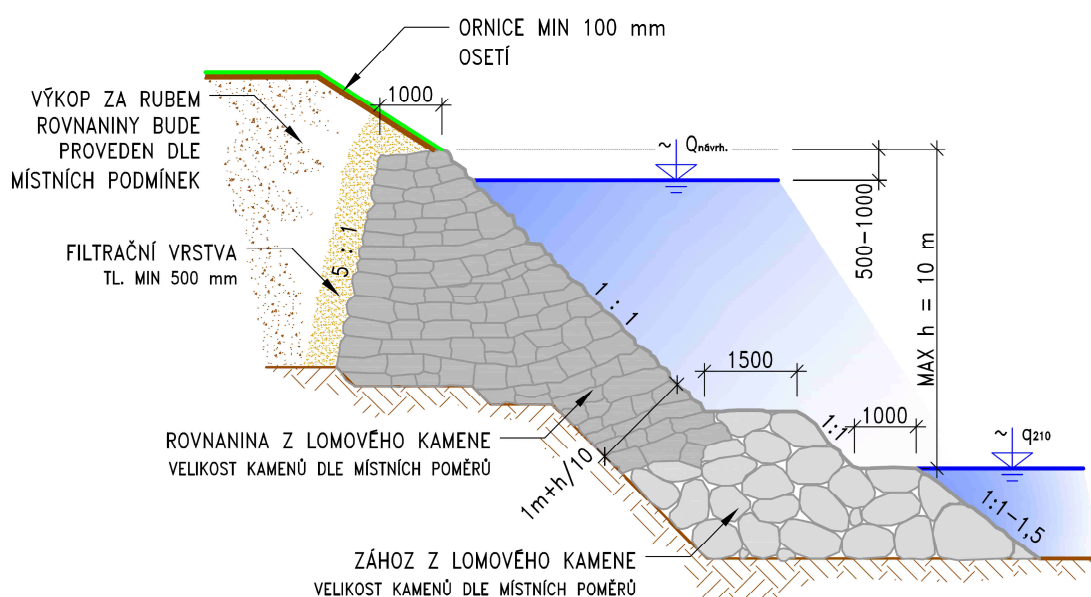 ORNICE MIN 100 mm
OSETÍ
VÝKOP ZA RUBEM
ROVNANINY BUDE
PROVEDEN DLE
MÍSTNÍCH PODMÍNEK
1000
~ Qnávrh.
500-1000
FILTRAČNÍ VRSTVA
TL. MIN 500 mm
5 : 1
1 : 1
MAX h = 10 m
1500
1:1
1000
~ q210
ROVNANINA Z LOMOVÉHO KAMENE
VELIKOST KAMENŮ DLE MÍSTNÍCH POMĚRŮ
1m+h/10
1:1-1,5
ZÁHOZ Z LOMOVÉHO KAMENE
VELIKOST KAMENŮ DLE MÍSTNÍCH POMĚRŮ